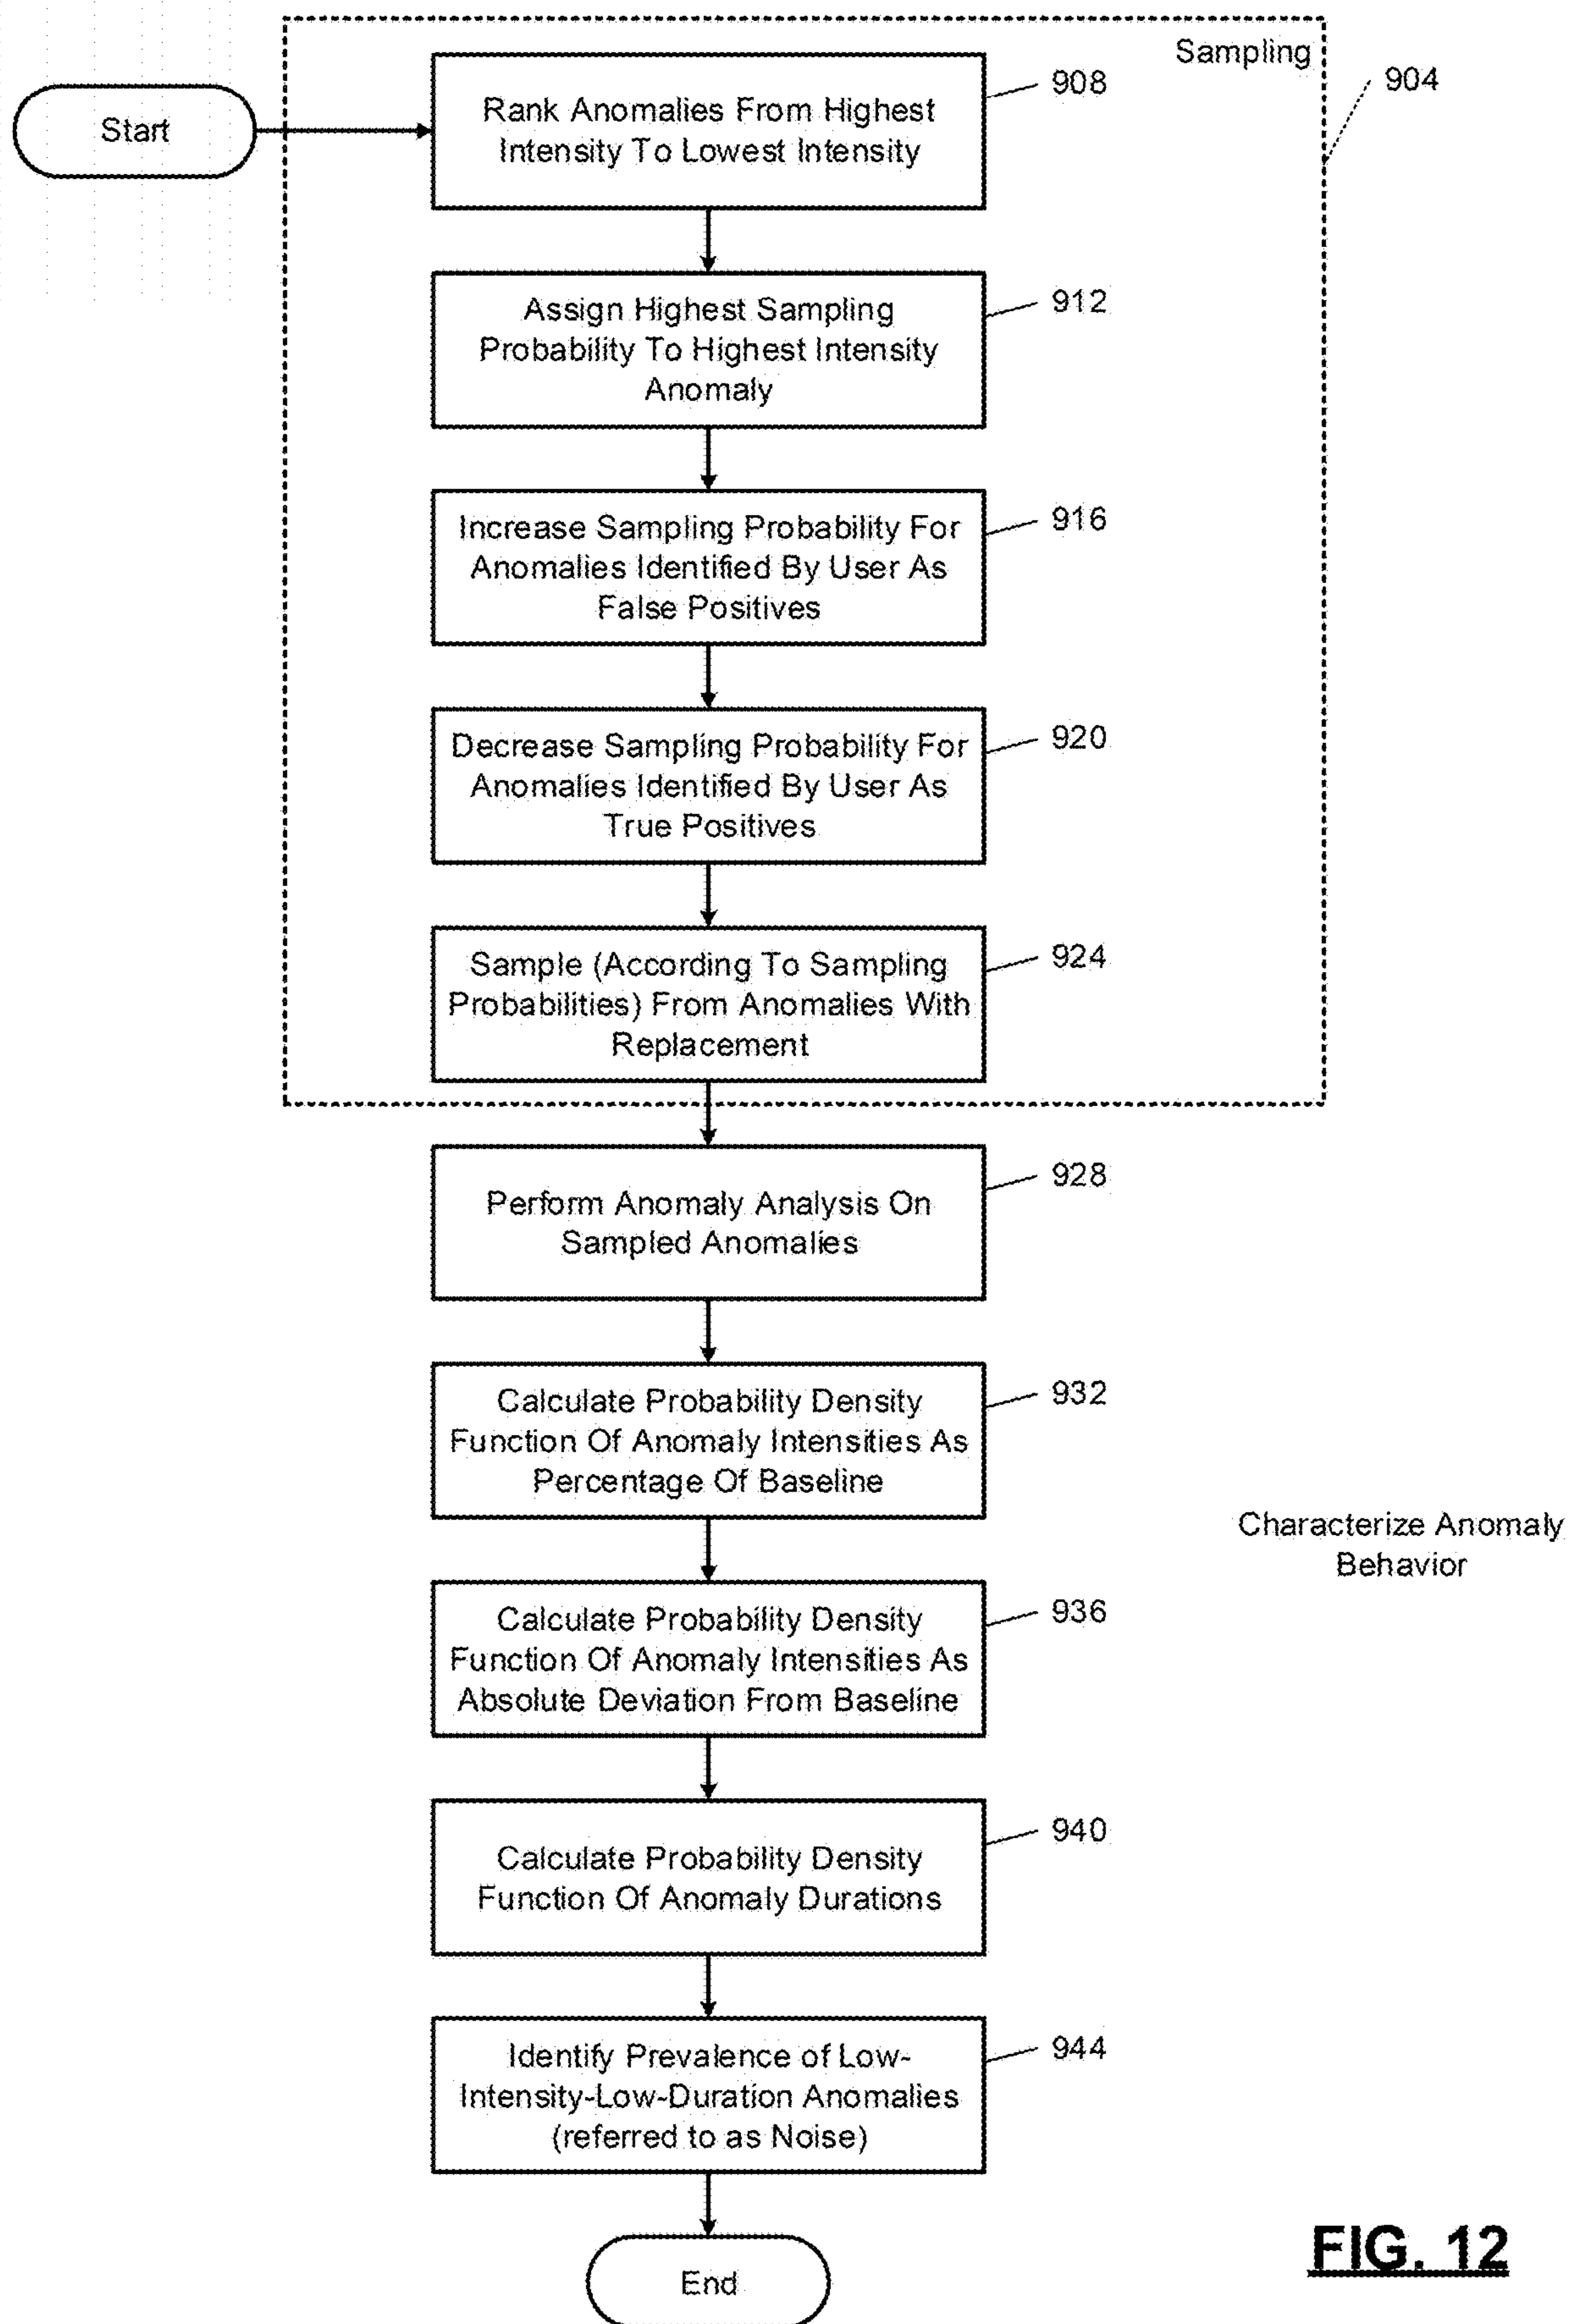 Sampling
904
Start
Rank Anomalies From Highest
Intensity To Lowest Intensity
908
Assign Highest Sampling
Probability To Highest Intensity
Anomaly
912
Increase Sampling Probability For
Anomalies Identified By User As
False Positives
916
Decrease Sampling Probability For
Anomalies Identified By User As
True Positives
920
Sample (According To Sampling
Probabilities) From Anomalies With
Replacement
924
Perform Anomaly Analysis On
Sampled Anomalies
928
Calculate Probability Density
Function Of Anomaly Intensities As
Percentage Of Baseline
932
Characterize Anomaly
Behavior
Calculate Probability Density
Function Of Anomaly Intensities As
Absolute Deviation From Baseline
936
Calculate Probability Density
Function Of Anomaly Durations
940
Identify Prevalence of Low-
Intensity-Low-Duration Anomalies
(referred to as Noise)
944
End
FIG. 12